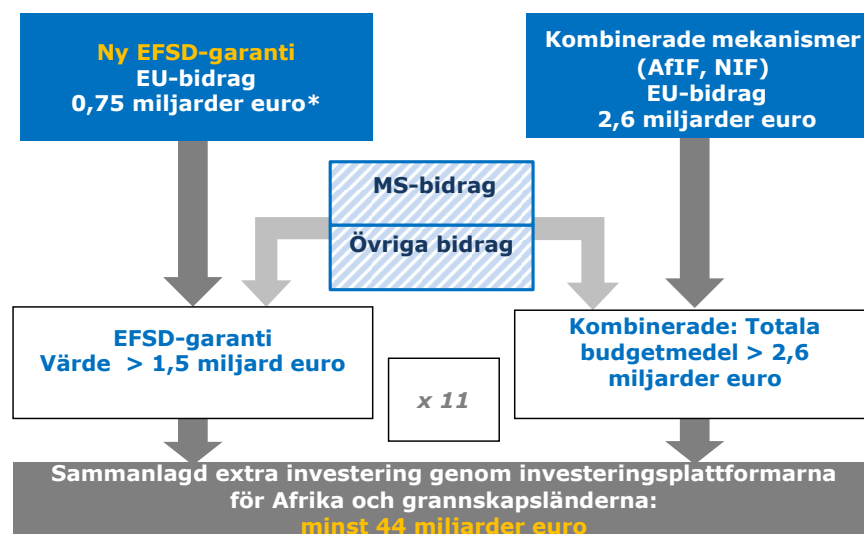 Ny EFSD-garanti
EU-bidrag
0,75 miljarder euro*
Kombinerade mekanismer
(AfIF, NIF)
EU-bidrag
2,6 miljarder euro
MS-bidrag
Övriga bidrag
EFSD-garanti
Värde > 1,5 miljard euro
x 11
Kombinerade: Totala
budgetmedel > 2,6
miljarder euro
Sammanlagd extra investering genom investeringsplattformarna
för Afrika och grannskapsländerna:
minst 44 miljarder euro